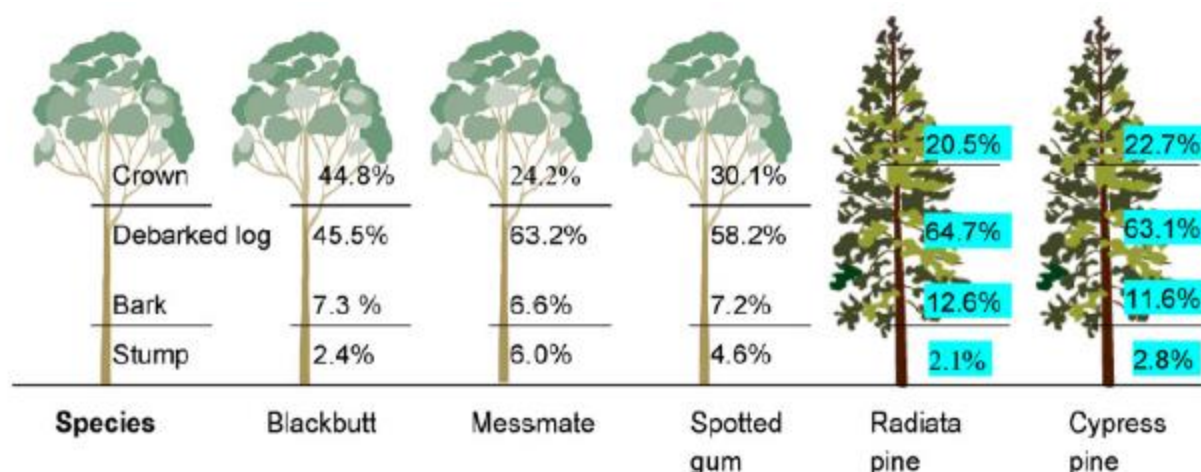 Crown 44.8% 24.2% 30.1% 20.5% 22.7%
Debarked log 45.5% 63.2% 58.2% 64.7% 63.1%
Bark 7.3 % 6.6% 7.2% 12.6% 11.6%
Stump 2.4% 6.0% 4.6% 2.1% 2.8%
Species Blackbutt Messmate Spotted Radiata Cypress
gum pine pine